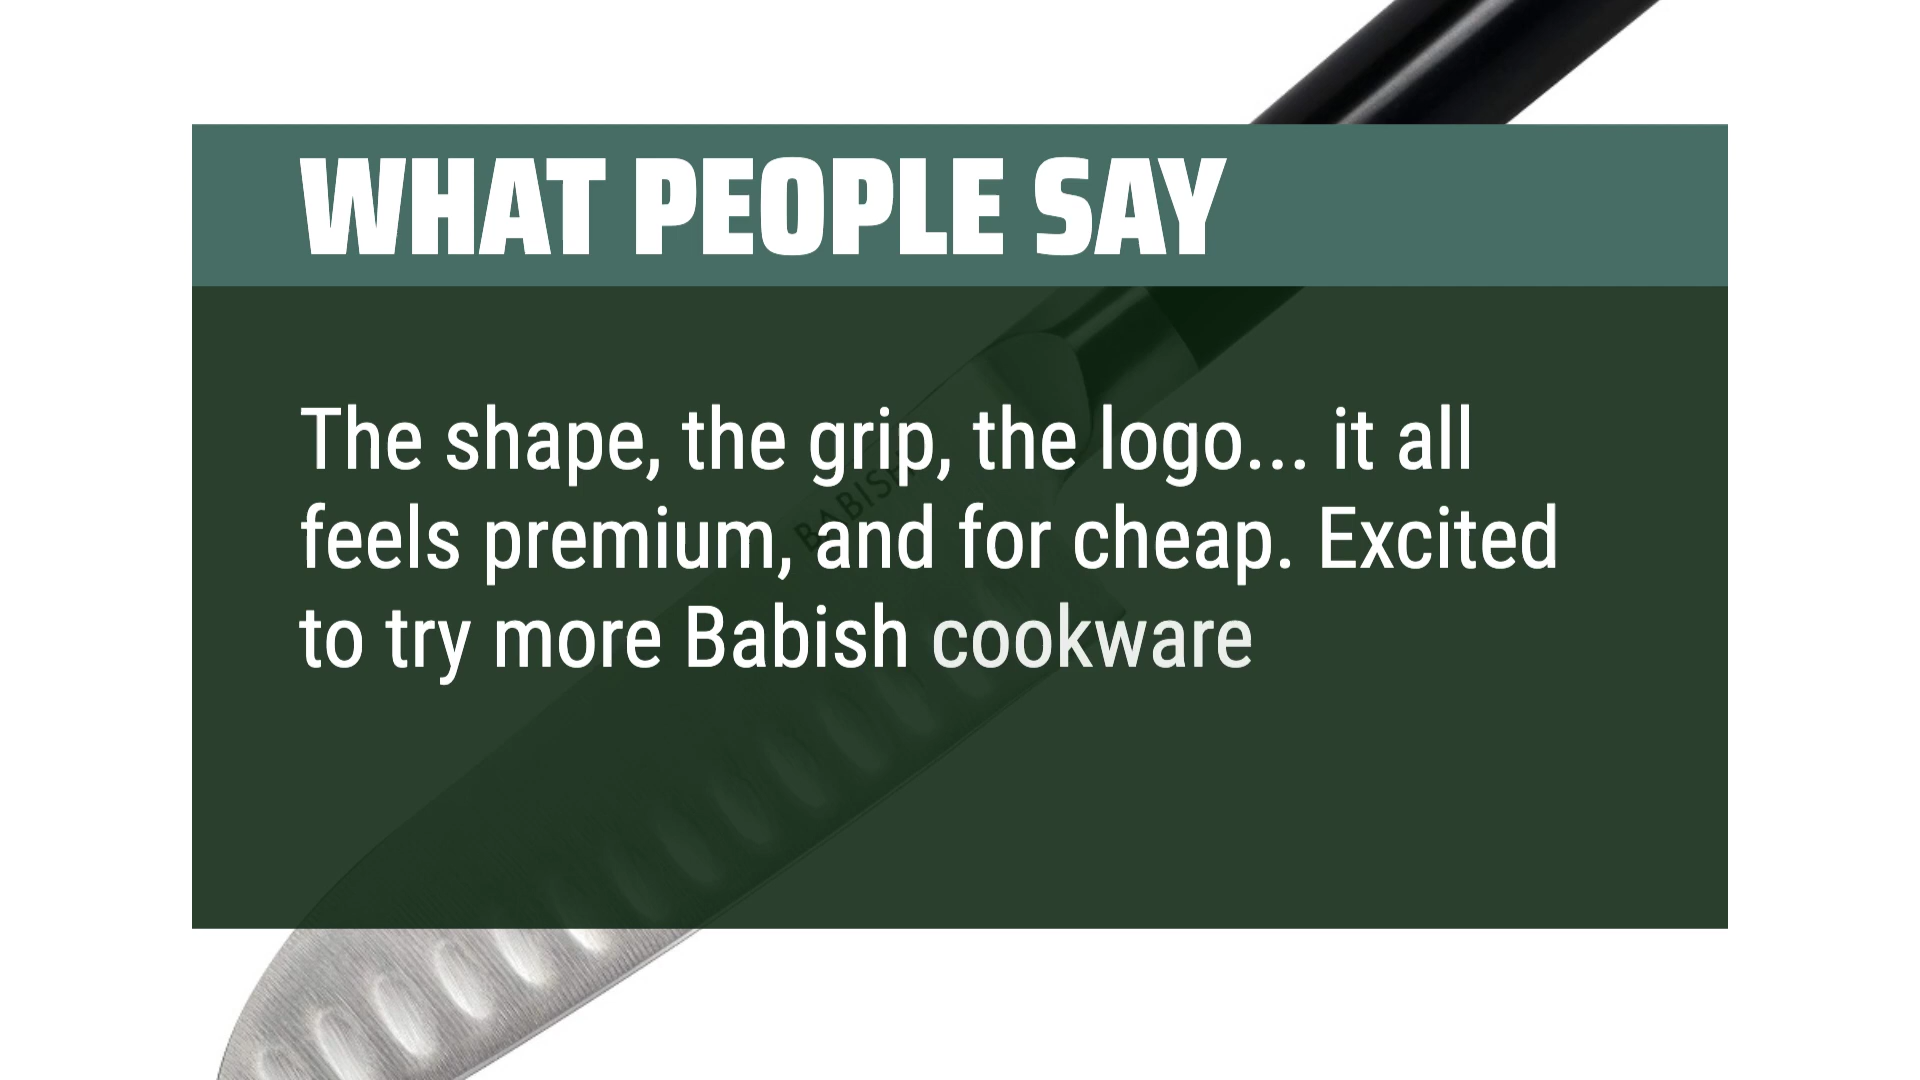 WHAT PEOPLE SAY
The shape, the grip, the logo... it all
feels premium, and for cheap. Excited
to try more Babish cookware
BABISH